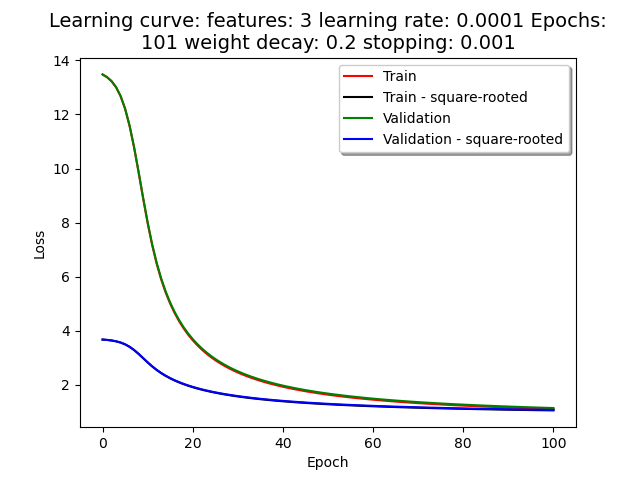 Learning curve: features: 3 learning rate: 0.0001 Epochs:
101 weight decay: 0.2 stopping: 0.001
Train
Train - square-rooted
Validation
Validation - square-rooted
14
12
10
8
6
4
2
Loss
0 20 40 60 80 100
Epoch